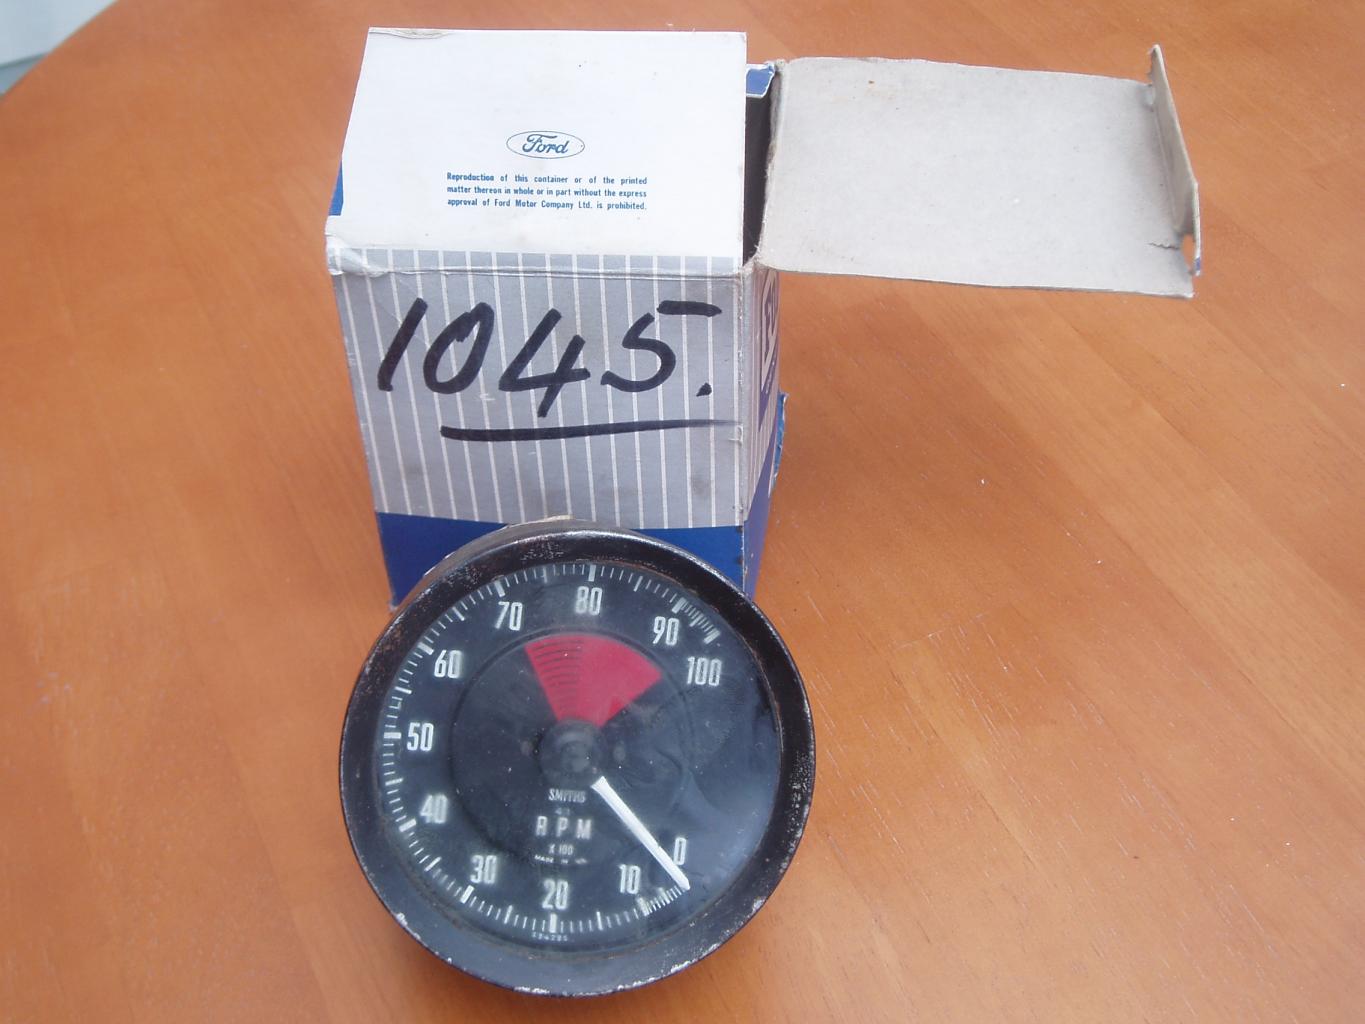 Ford
Reproduction of this container or of the printed
matter thereon in whole or in part without the express
approval of Ford Motor Company Ltd. is prohibited.
1045.
80
70
90
60
100
50
40
30
20
10
0
SMITHS
RPM
X 100
MADE IN